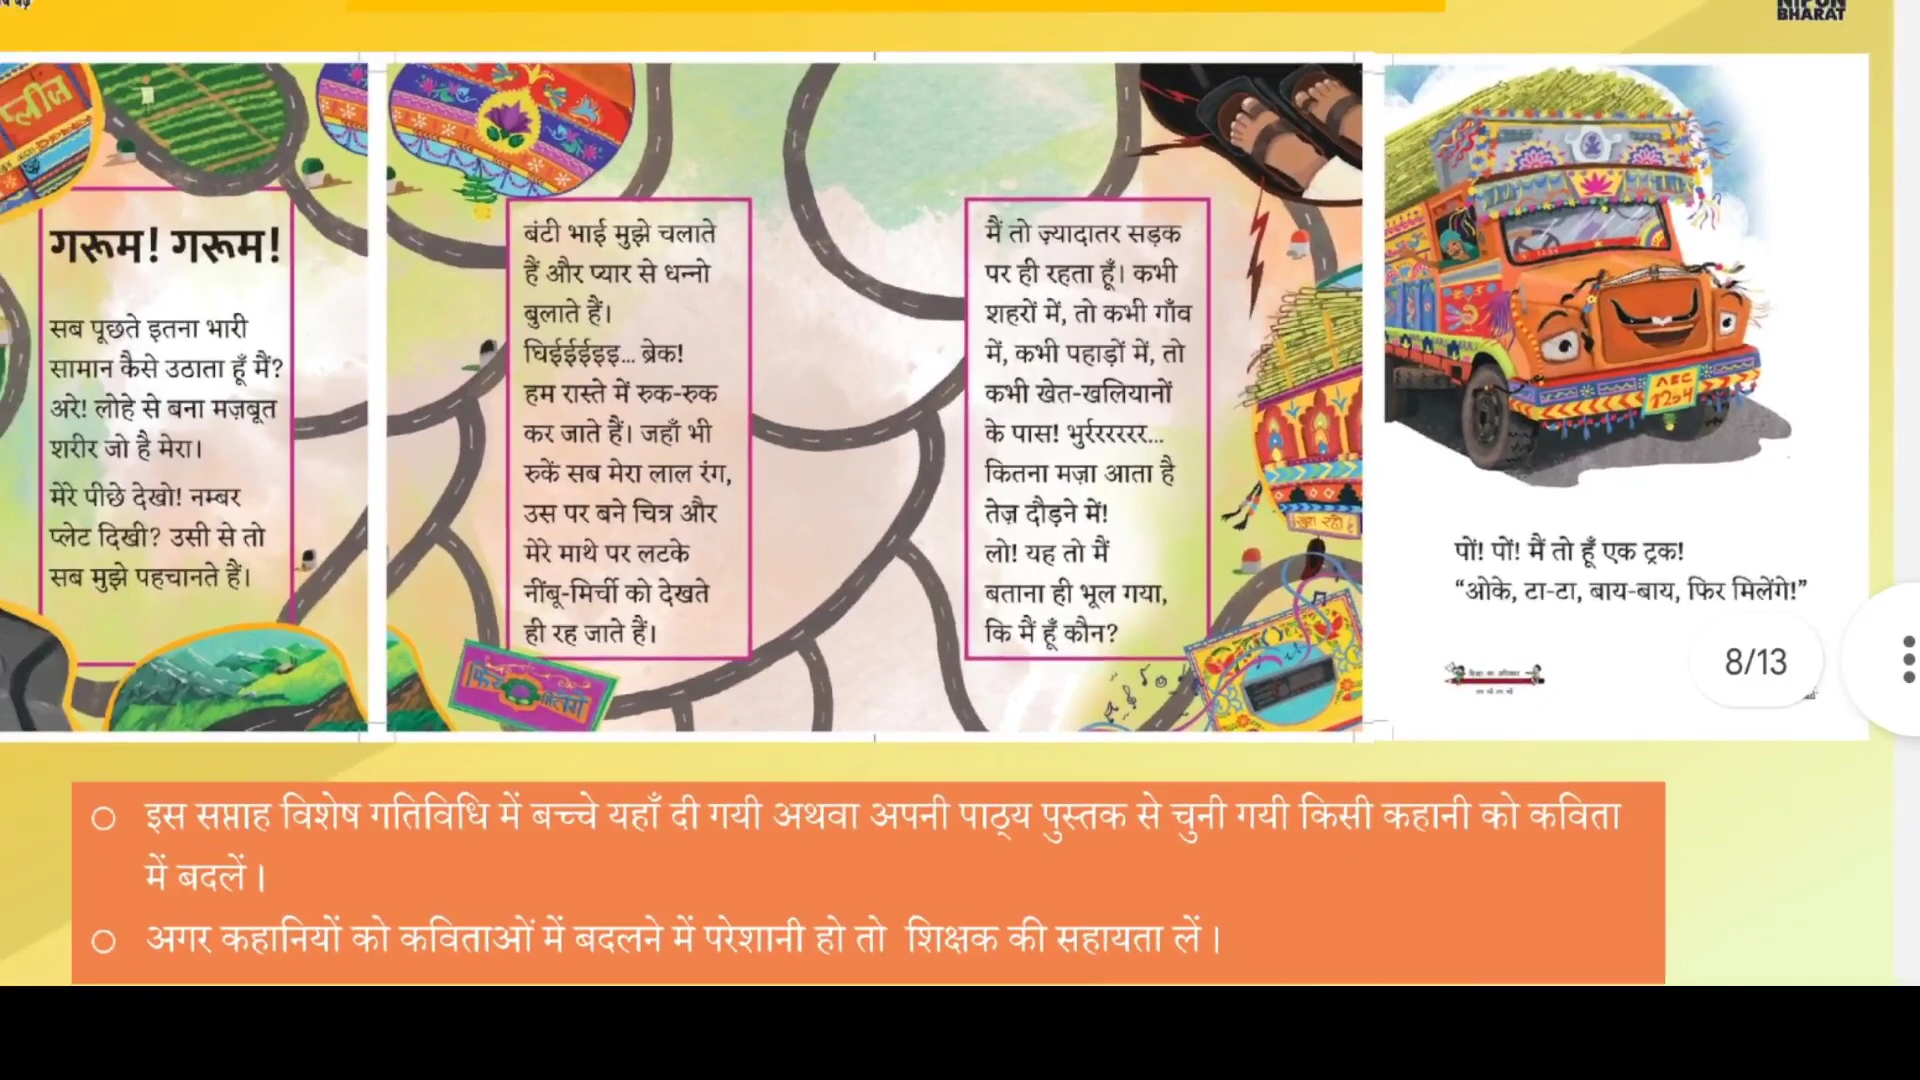 NIPUN
BHARAT
प्लीज
गरूम! गरूम!
सब पूछते इतना भारी
सामान कैसे उठाता हूँ मैं?
अरे! लोहे से बना मज़बूत
शरीर जो है मेरा।
मेरे पीछे देखो! नम्बर
प्लेट दिखी? उसी से तो
सब मुझे पहचानते हैं।
बंटी भाई मुझे चलाते
हैं और प्यार से धन्नो
बुलाते हैं।
घिईईईइइ... ब्रेक!
हम रास्ते में रुक-रुक
कर जाते हैं। जहाँ भी
रुकें सब मेरा लाल रंग,
उस पर बने चित्र और
मेरे माथे पर लटके
नींबू-मिर्ची को देखते
ही रह जाते हैं।
फिर मिलेंगे
मैं तो ज़्यादातर सड़क
पर ही रहता हूँ। कभी
शहरों में, तो कभी गाँव
में, कभी पहाड़ों में, तो
कभी खेत-खलियानों
के पास! भुर्रररररर...
कितना मज़ा आता है
तेज़ दौड़ने में!
लो! यह तो मैं
बताना ही भूल गया,
कि मैं हूँ कौन?
ABC
1234
पों! पों! मैं तो हूँ एक ट्रक!
“ओके, टा-टा, बाय-बाय, फिर मिलेंगे!”
8/13
इस सप्ताह विशेष गतिविधि में बच्चे यहाँ दी गयी अथवा अपनी पाठ्य पुस्तक से चुनी गयी किसी कहानी को कविता
में बदलें।
अगर कहानियों को कविताओं में बदलने में परेशानी हो तो शिक्षक की सहायता लें।